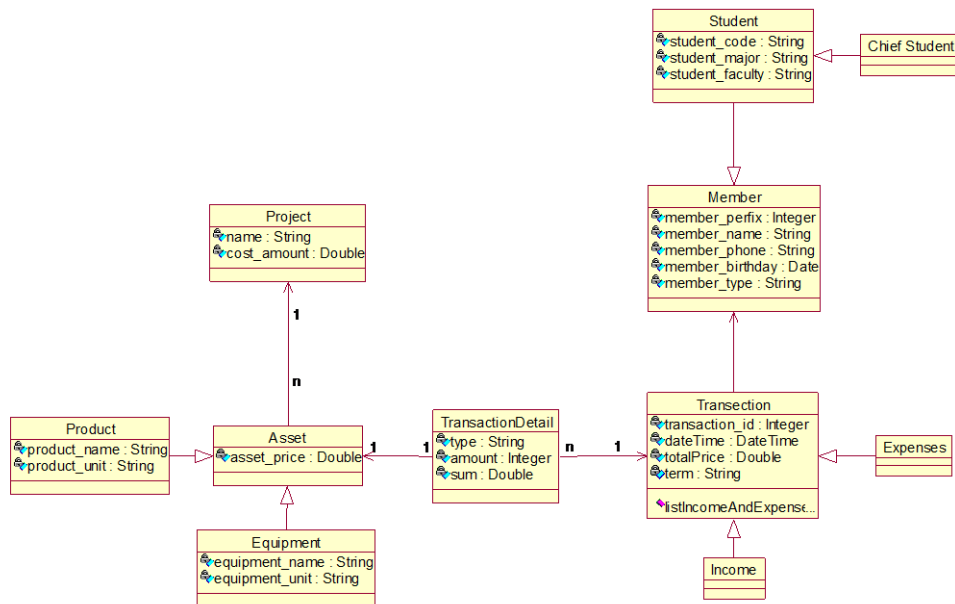 Student
student_code : String
student_major : String
student_faculty : String
Chief Student
Member
member_perfix : Integer
member_name : String
member_phone : String
member_birthday : Date
member_type : String
Project
name : String
cost_amount : Double
1
n
Product
product_name : String
product_unit : String
Asset
asset_price : Double
1
1
TransactionDetail
type : String
amount : Integer
sum : Double
n
1
Transection
transaction_id : Integer
dateTime : DateTime
totalPrice : Double
term : String
listIncomeAndExpense...
Expenses
Equipment
equipment_name : String
equipment_unit : String
Income